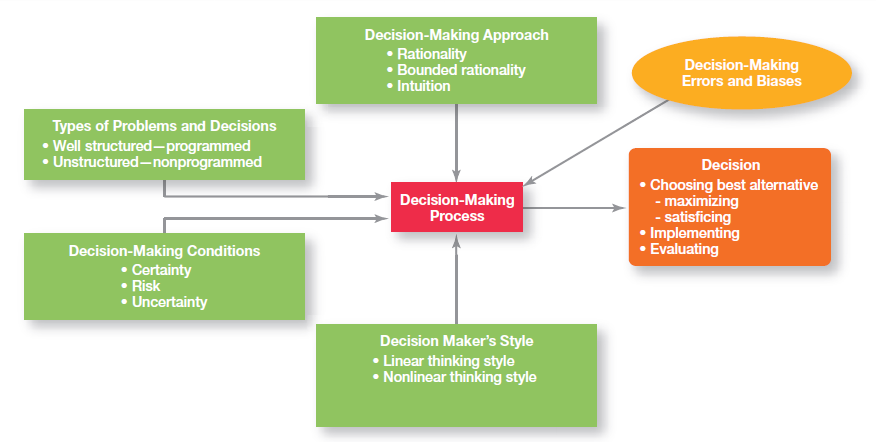 Decision-Making Approach
• Rationality
• Bounded rationality
• Intuition
Decision-Making
Errors and Biases
Types of Problems and Decisions
• Well structured—programmed
• Unstructured—nonprogrammed
Decision
• Choosing best alternative
- maximizing
- satisficing
• Implementing
• Evaluating
Decision-Making
Process
Decision-Making Conditions
• Certainty
• Risk
• Uncertainty
Decision Maker's Style
• Linear thinking style
• Nonlinear thinking style